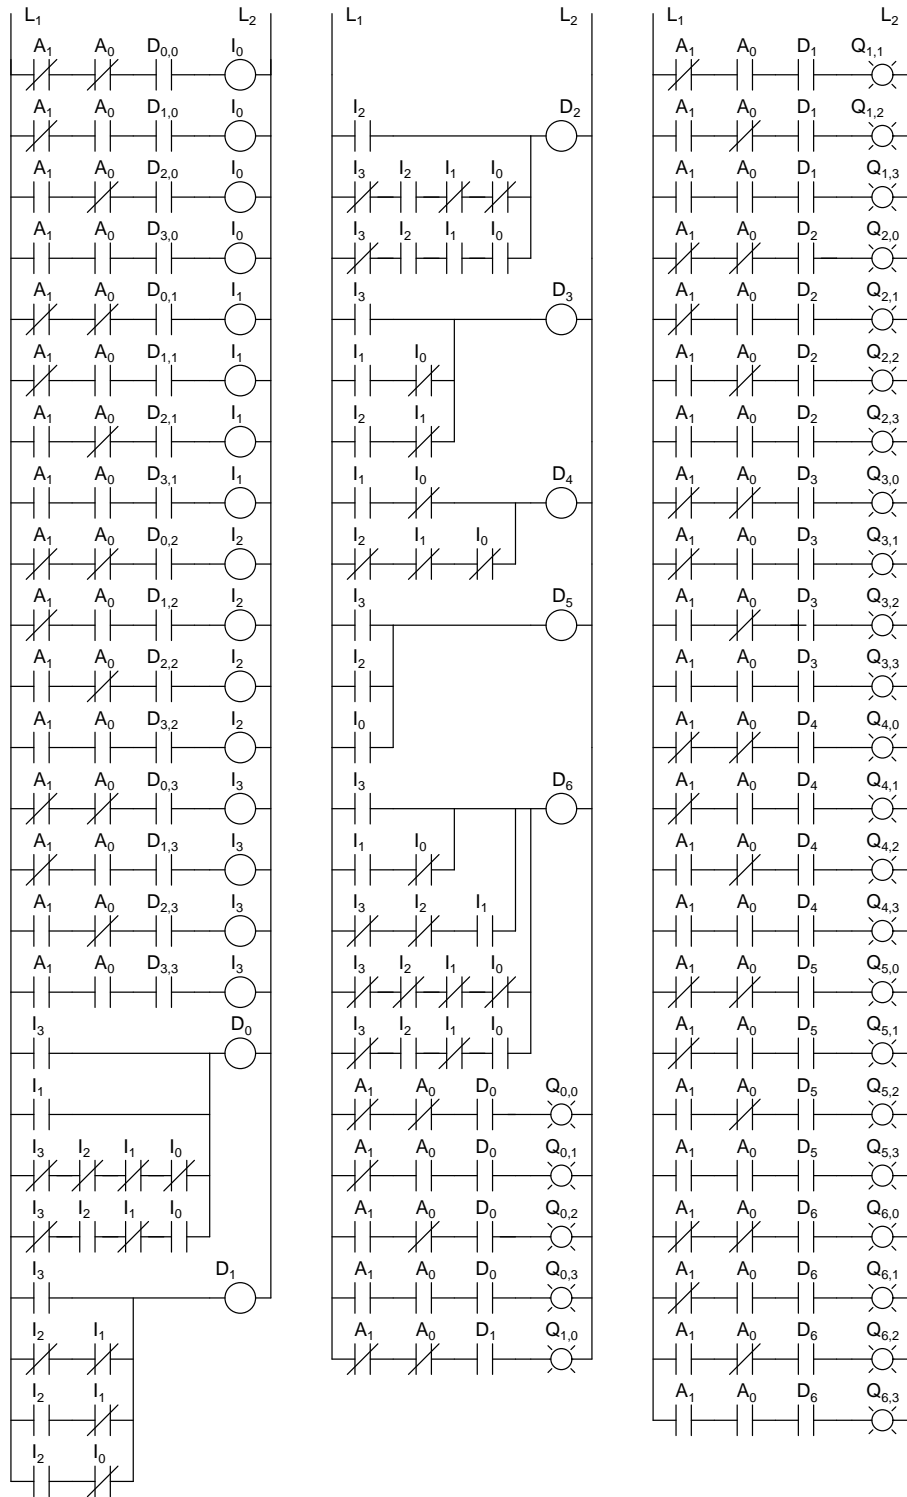 L1 L2
A1 A0 D0,0 I0
A1 A0 D1,0 I0
A1 A0 D2,0 I0
A1 A0 D3,0 I0
A1 A0 D0,1 I1
A1 A0 D1,1 I1
A1 A0 D2,1 I1
A1 A0 D3,1 I1
A1 A0 D0,2 I2
A1 A0 D1,2 I2
A1 A0 D2,2 I2
A1 A0 D3,2 I2
A1 A0 D0,3 I3
A1 A0 D1,3 I3
A1 A0 D2,3 I3
A1 A0 D3,3 I3
I3 D0
I1
I3 I2 I1 I0
I3 I2 I1 I0
I3 D1
I2 I1
I2 I1
I2 I0
L1 L2
I2 D2
I3 I2 I1 I0
I3 I2 I1 I0
I3 D3
I1 I0
I2 I1
I1 I0 D4
I2 I1 I0
I3 D5
I2
I0
I3 D6
I1 I0
I3 I2 I1
I3 I2 I1 I0
I3 I2 I1 I0
A1 A0 D0 Q0,0
A1 A0 D0 Q0,1
A1 A0 D0 Q0,2
A1 A0 D0 Q0,3
A1 A0 D1 Q1,0
L1 L2
A1 A0 D1 Q1,1
A1 A0 D1 Q1,2
A1 A0 D1 Q1,3
A1 A0 D2 Q2,0
A1 A0 D2 Q2,1
A1 A0 D2 Q2,2
A1 A0 D2 Q2,3
A1 A0 D3 Q3,0
A1 A0 D3 Q3,1
A1 A0 D3 Q3,2
A1 A0 D3 Q3,3
A1 A0 D4 Q4,0
A1 A0 D4 Q4,1
A1 A0 D4 Q4,2
A1 A0 D4 Q4,3
A1 A0 D5 Q5,0
A1 A0 D5 Q5,1
A1 A0 D5 Q5,2
A1 A0 D5 Q5,3
A1 A0 D6 Q6,0
A1 A0 D6 Q6,1
A1 A0 D6 Q6,2
A1 A0 D6 Q6,3